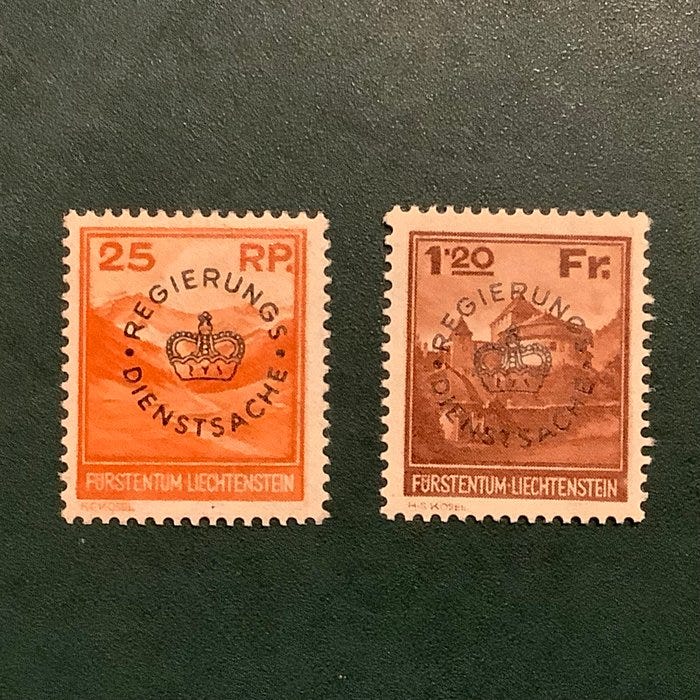 25 RP.
REGIERUNGS
DIENSTSACHE
FÜRSTENTUM LIECHTENSTEIN
1'20 Fr.
REGIERUNGS
DIENSTSACHE
FÜRSTENTUM·LIECHTENSTEIN